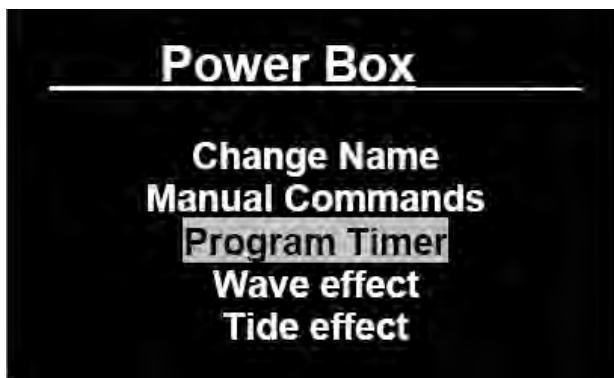 Power Box
Change Name
Manual Commands
Program Timer
Wave effect
Tide effect